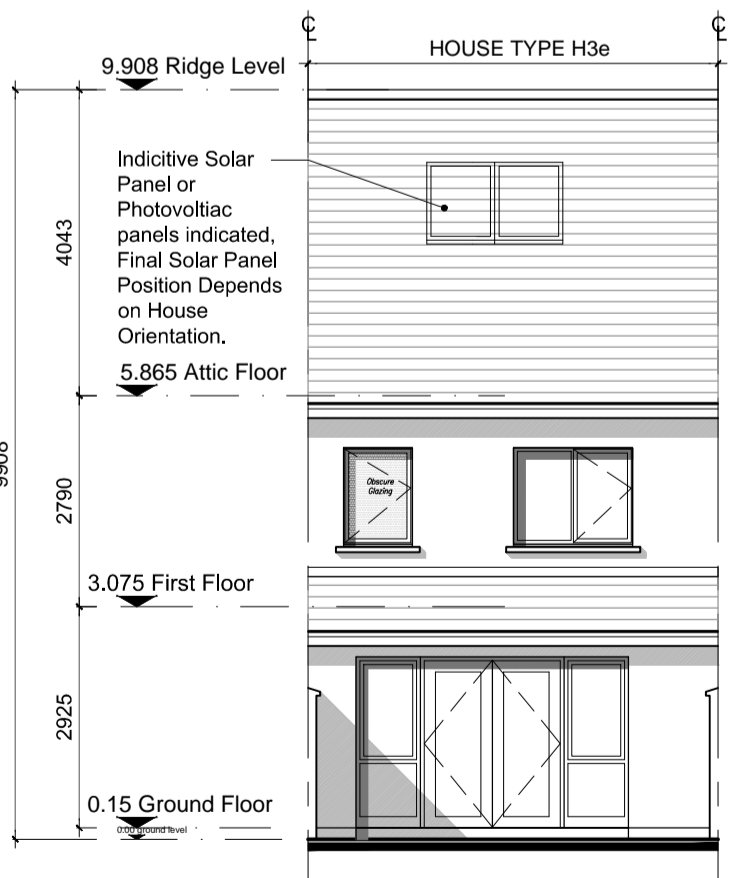 ℄ ℄
HOUSE TYPE H3e
9.908 Ridge Level
Indicitive Solar
Panel or
Photovoltiac
panels indicated,
Final Solar Panel
Position Depends
on House
Orientation.
4043
5.865 Attic Floor
9908
2790
Obscure
Glazing
3.075 First Floor
2925
0.15 Ground Floor
0.00 ground level